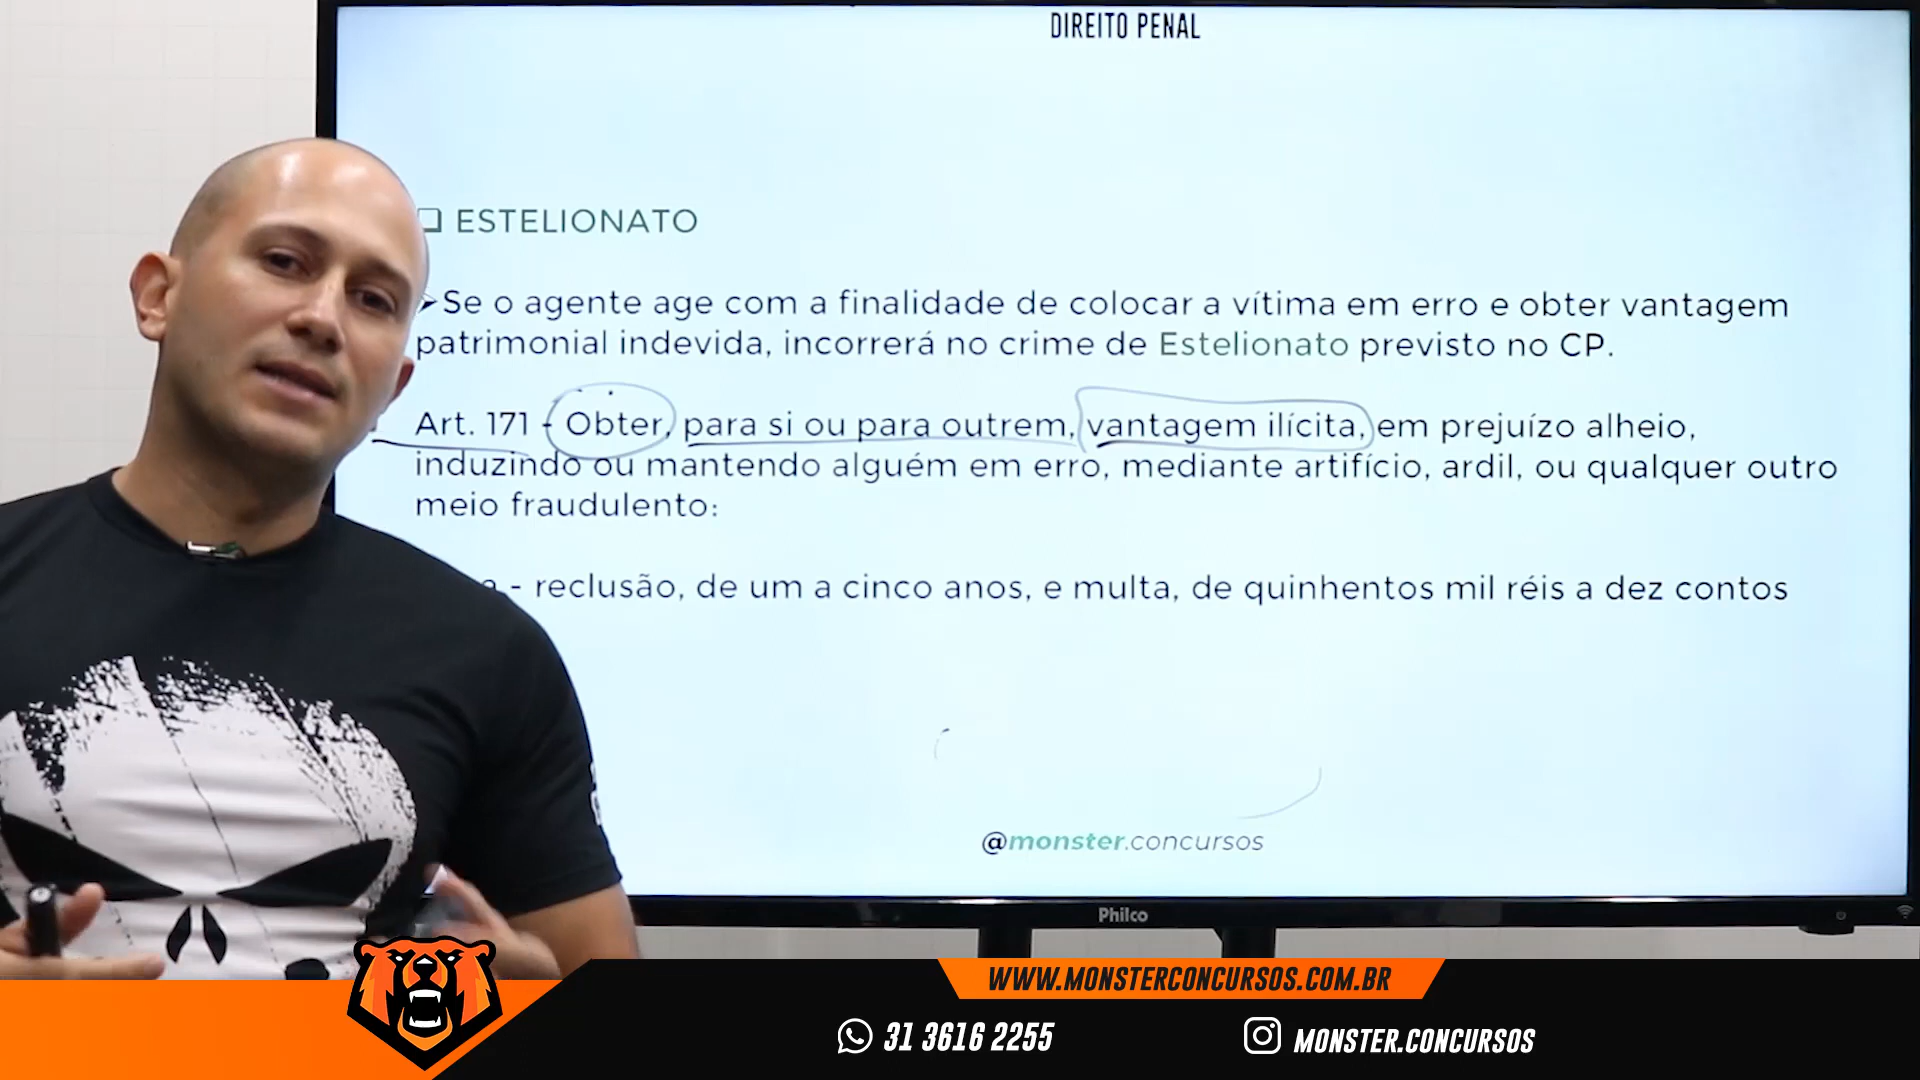 DIREITO PENAL
ESTELIONATO
➤Se o agente age com a finalidade de colocar a vítima em erro e obter vantagem
patrimonial indevida, incorrerá no crime de Estelionato previsto no CP.
Art. 171 - Obter, para si ou para outrem, vantagem ilícita, em prejuízo alheio,
induzindo ou mantendo alguém em erro, mediante artifício, ardil, ou qualquer outro
meio fraudulento:
- reclusão, de um a cinco anos, e multa, de quinhentos mil réis a dez contos
@monster.concursos
Philco
WWW.MONSTERCONCURSOS.COM.BR
31 3616 2255
MONSTER.CONCURSOS